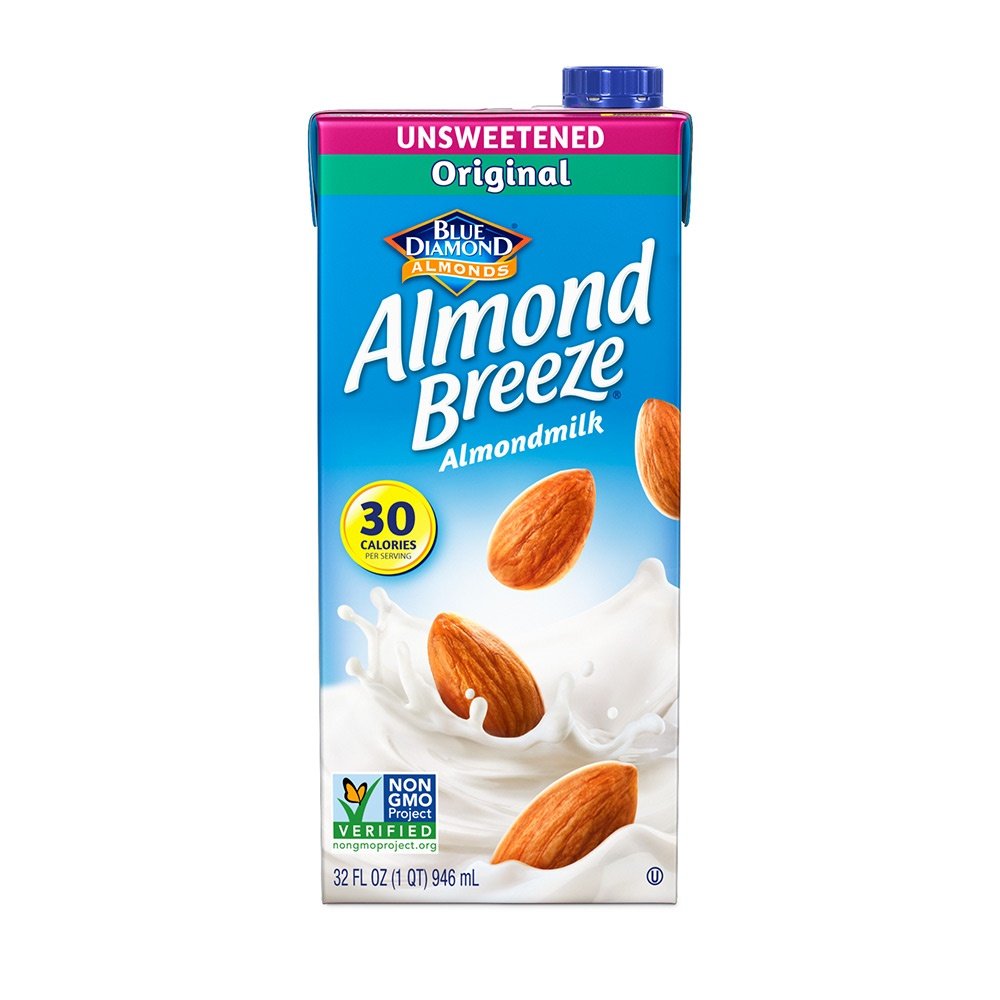 UNSWEETENED
Original
BLUE
DIAMOND®
ALMONDS
Almond
Breeze®
Almondmilk
30
CALORIES
PER SERVING
NON
GMO
Project
VERIFIED
nongmoproject.org
32 FL OZ (1 QT) 946 mL
U